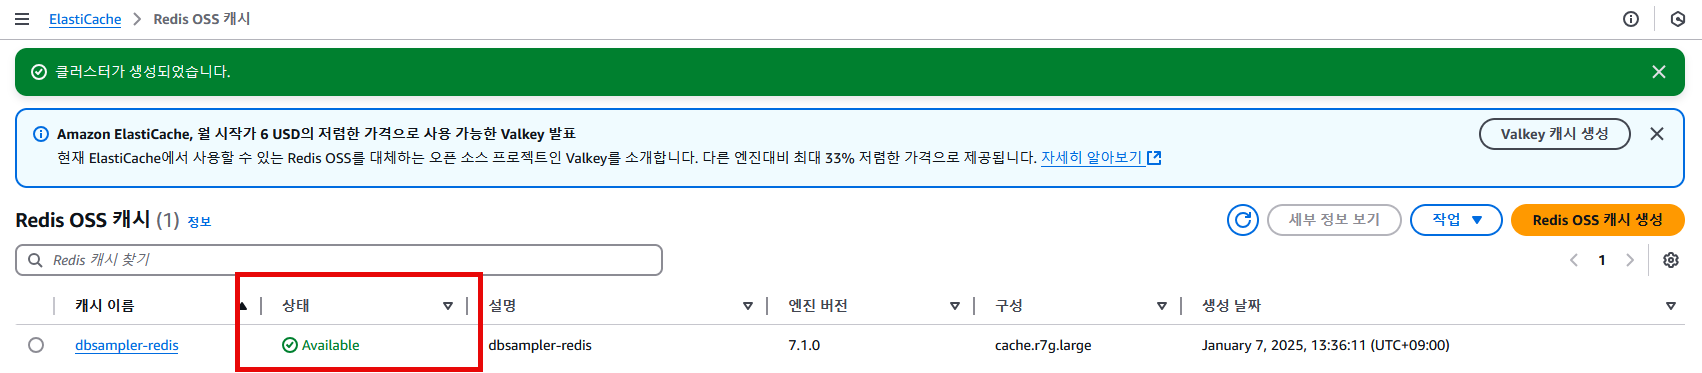 ElastiCache > Redis OSS 캐시
클러스터가 생성되었습니다.
Amazon ElastiCache, 월 시작가 6 USD의 저렴한 가격으로 사용 가능한 Valkey 발표
현재 ElastiCache에서 사용할 수 있는 Redis OSS를 대체하는 오픈 소스 프로젝트인 Valkey를 소개합니다. 다른 엔진대비 최대 33% 저렴한 가격으로 제공됩니다. 자세히 알아보기
Valkey 캐시 생성
Redis OSS 캐시 (1) 정보
세부 정보 보기
작업
Redis OSS 캐시 생성
Redis 캐시 찾기
1
캐시 이름 상태 설명 엔진 버전 구성 생성 날짜
dbsampler-redis Available dbsampler-redis 7.1.0 cache.r7g.large January 7, 2025, 13:36:11 (UTC+09:00)